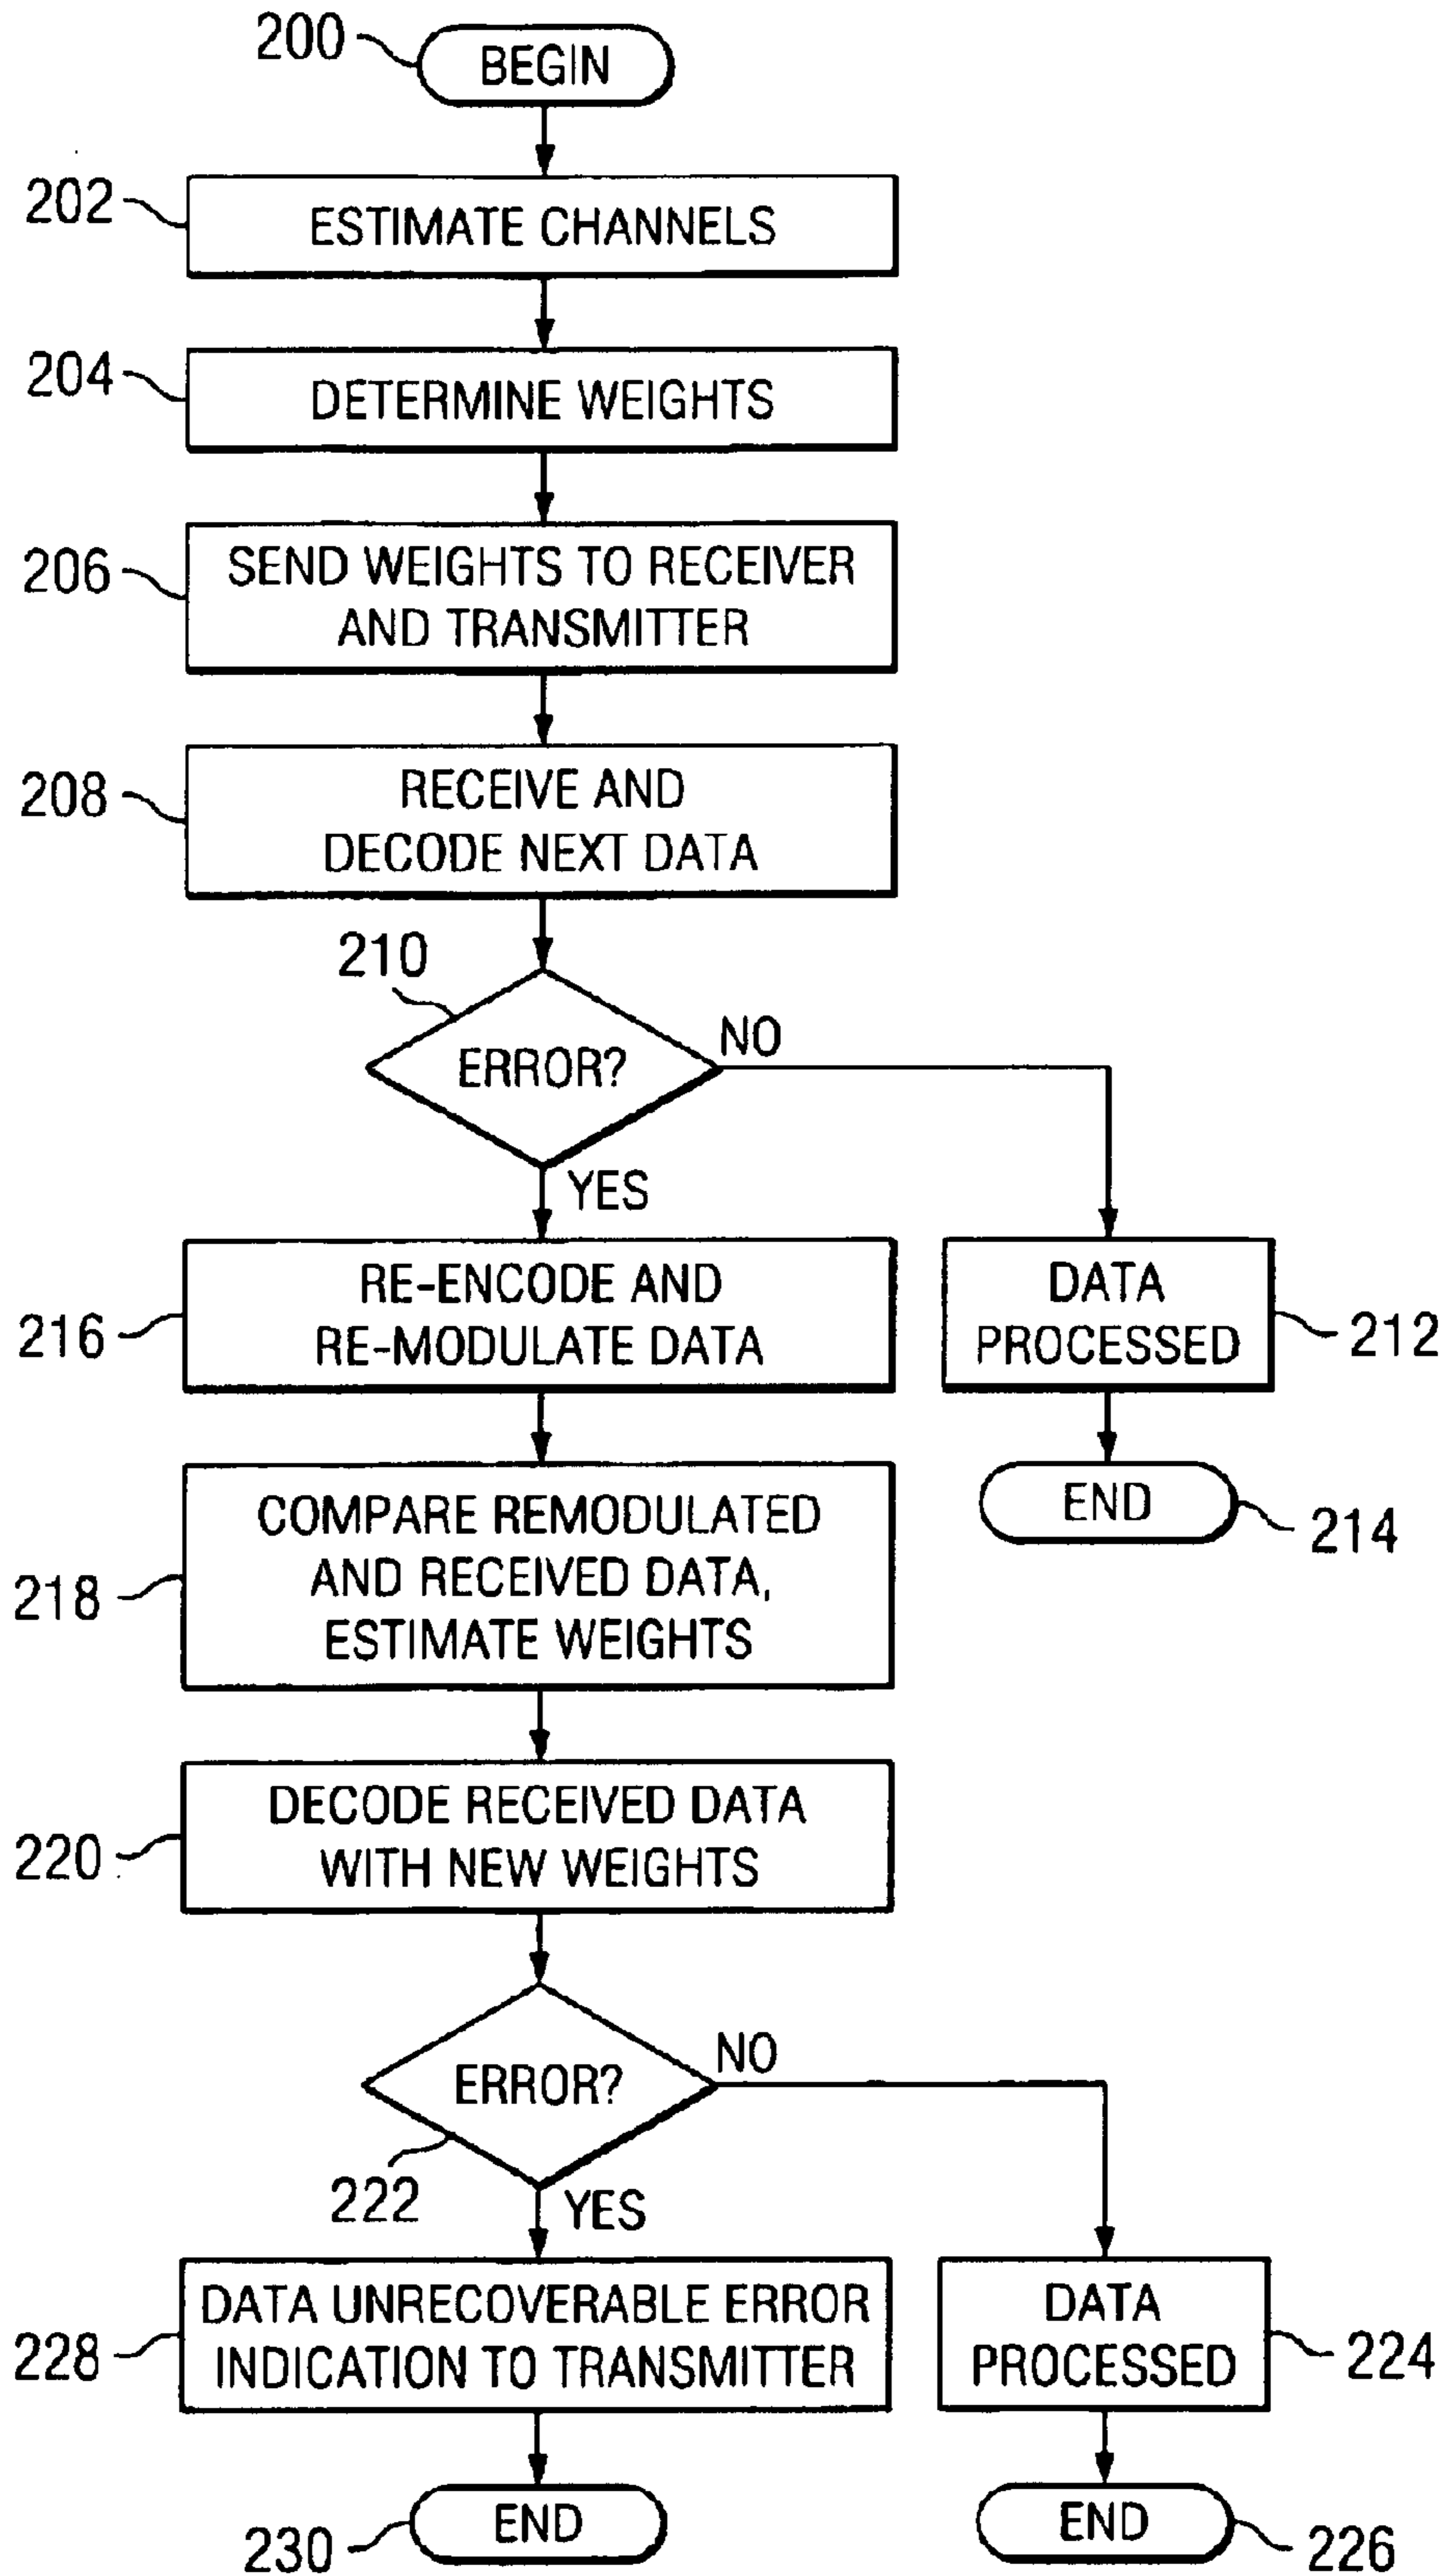 200
BEGIN
202
ESTIMATE CHANNELS
204
DETERMINE WEIGHTS
206
SEND WEIGHTS TO RECEIVER
AND TRANSMITTER
208
RECEIVE AND
DECODE NEXT DATA
210
ERROR?
NO
YES
216
RE-ENCODE AND
RE-MODULATE DATA
DATA
PROCESSED
212
END
214
218
COMPARE REMODULATED
AND RECEIVED DATA,
ESTIMATE WEIGHTS
220
DECODE RECEIVED DATA
WITH NEW WEIGHTS
ERROR?
NO
222
YES
228
DATA UNRECOVERABLE ERROR
INDICATION TO TRANSMITTER
DATA
PROCESSED
224
230
END
END
226